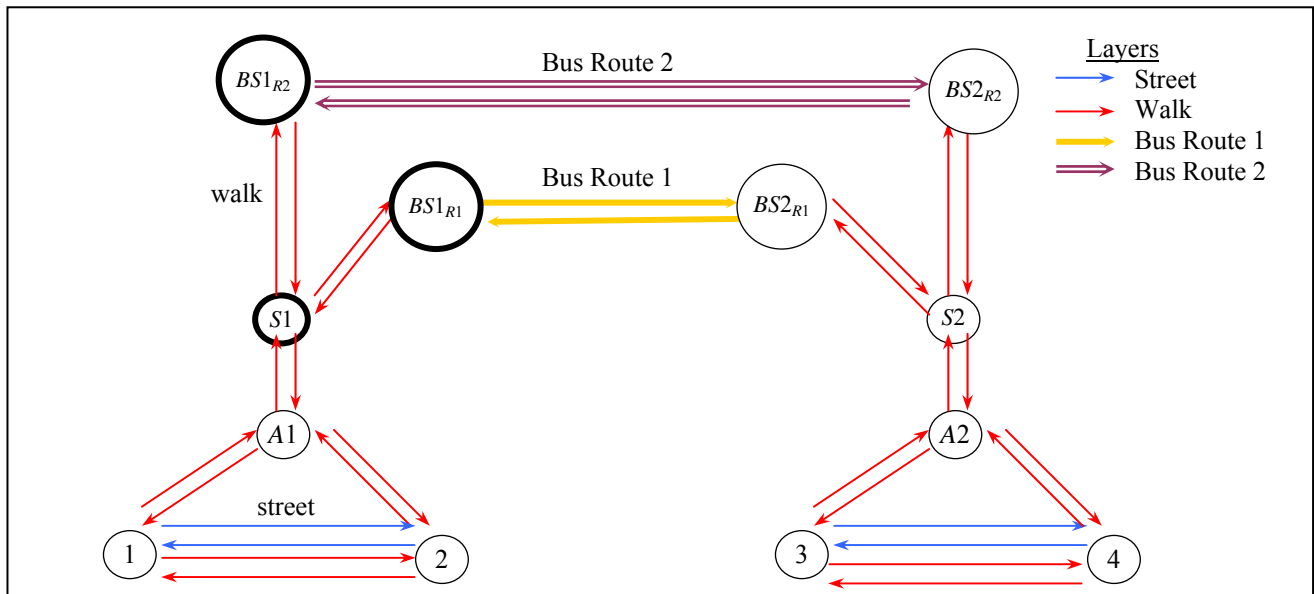 Layers
Street
Walk
Bus Route 1
Bus Route 2
BS1R2
Bus Route 2
BS2R2
walk
BS1R1
Bus Route 1
BS2R1
S1
S2
A1
A2
street
1
2
3
4